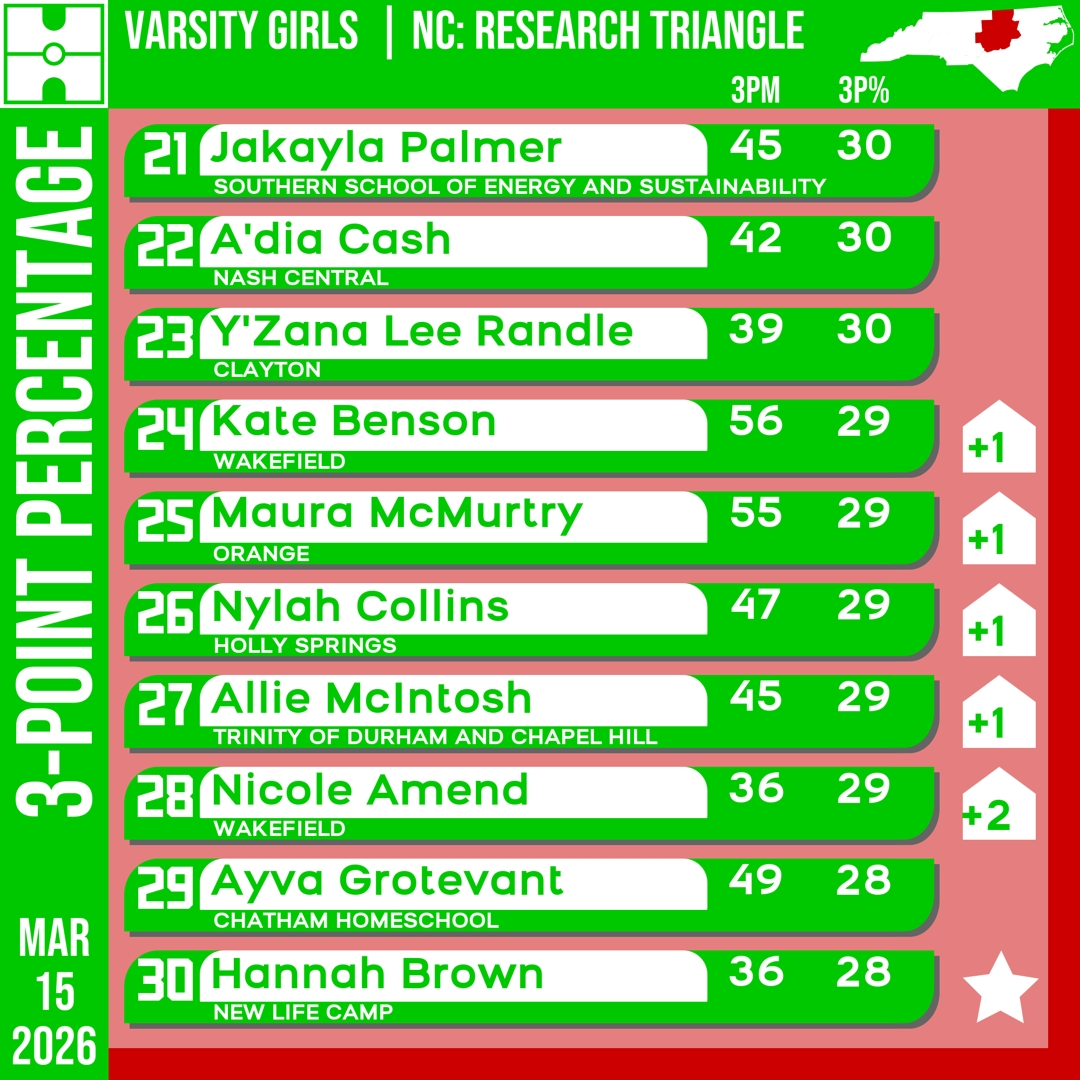 VARSITY GIRLS | NC: RESEARCH TRIANGLE
3PM 3P%
3-POINT PERCENTAGE
MAR
15
2026
21 Jakayla Palmer 45 30
SOUTHERN SCHOOL OF ENERGY AND SUSTAINABILITY
22 A'dia Cash 42 30
NASH CENTRAL
23 Y'Zana Lee Randle 39 30
CLAYTON
24 Kate Benson 56 29 +1
WAKEFIELD
25 Maura McMurtry 55 29 +1
ORANGE
26 Nylah Collins 47 29 +1
HOLLY SPRINGS
27 Allie McIntosh 45 29 +1
TRINITY OF DURHAM AND CHAPEL HILL
28 Nicole Amend 36 29 +2
WAKEFIELD
29 Ayva Grotevant 49 28
CHATHAM HOMESCHOOL
30 Hannah Brown 36 28
NEW LIFE CAMP